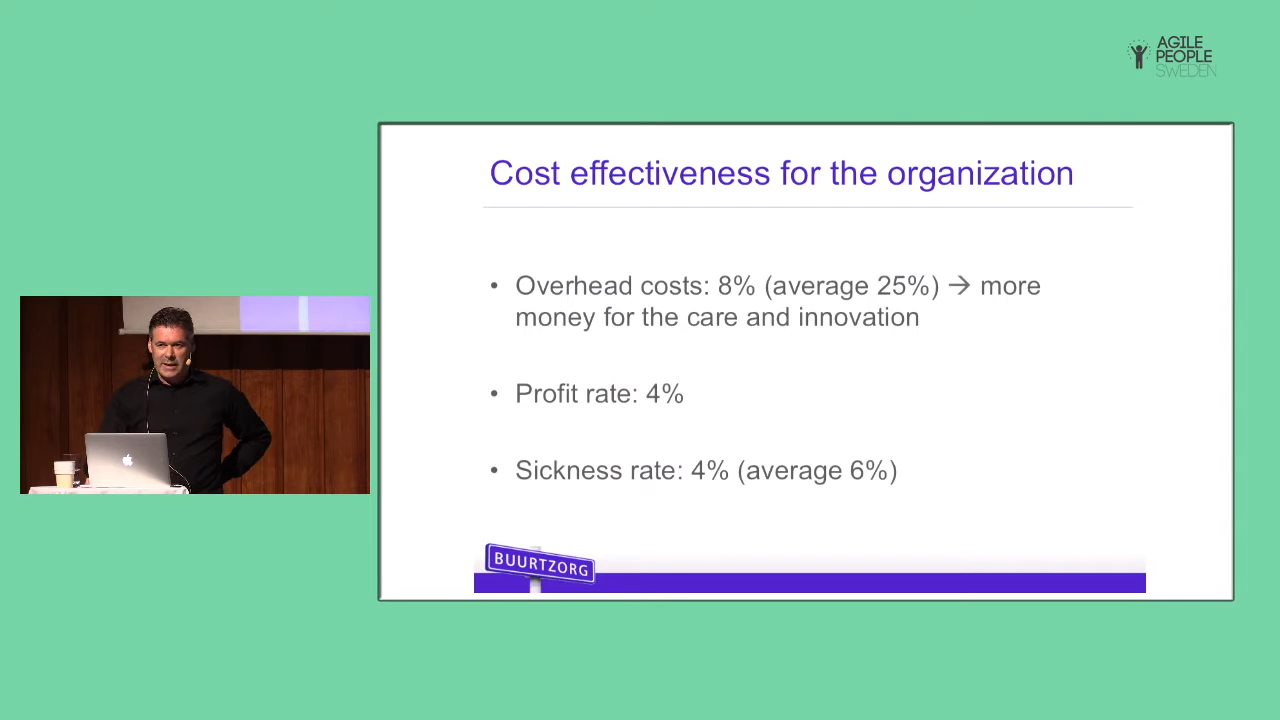 AGILE
PEOPLE
SWEDEN
Cost effectiveness for the organization
• Overhead costs: 8% (average 25%) → more
money for the care and innovation
• Profit rate: 4%
• Sickness rate: 4% (average 6%)
BUURTZORG